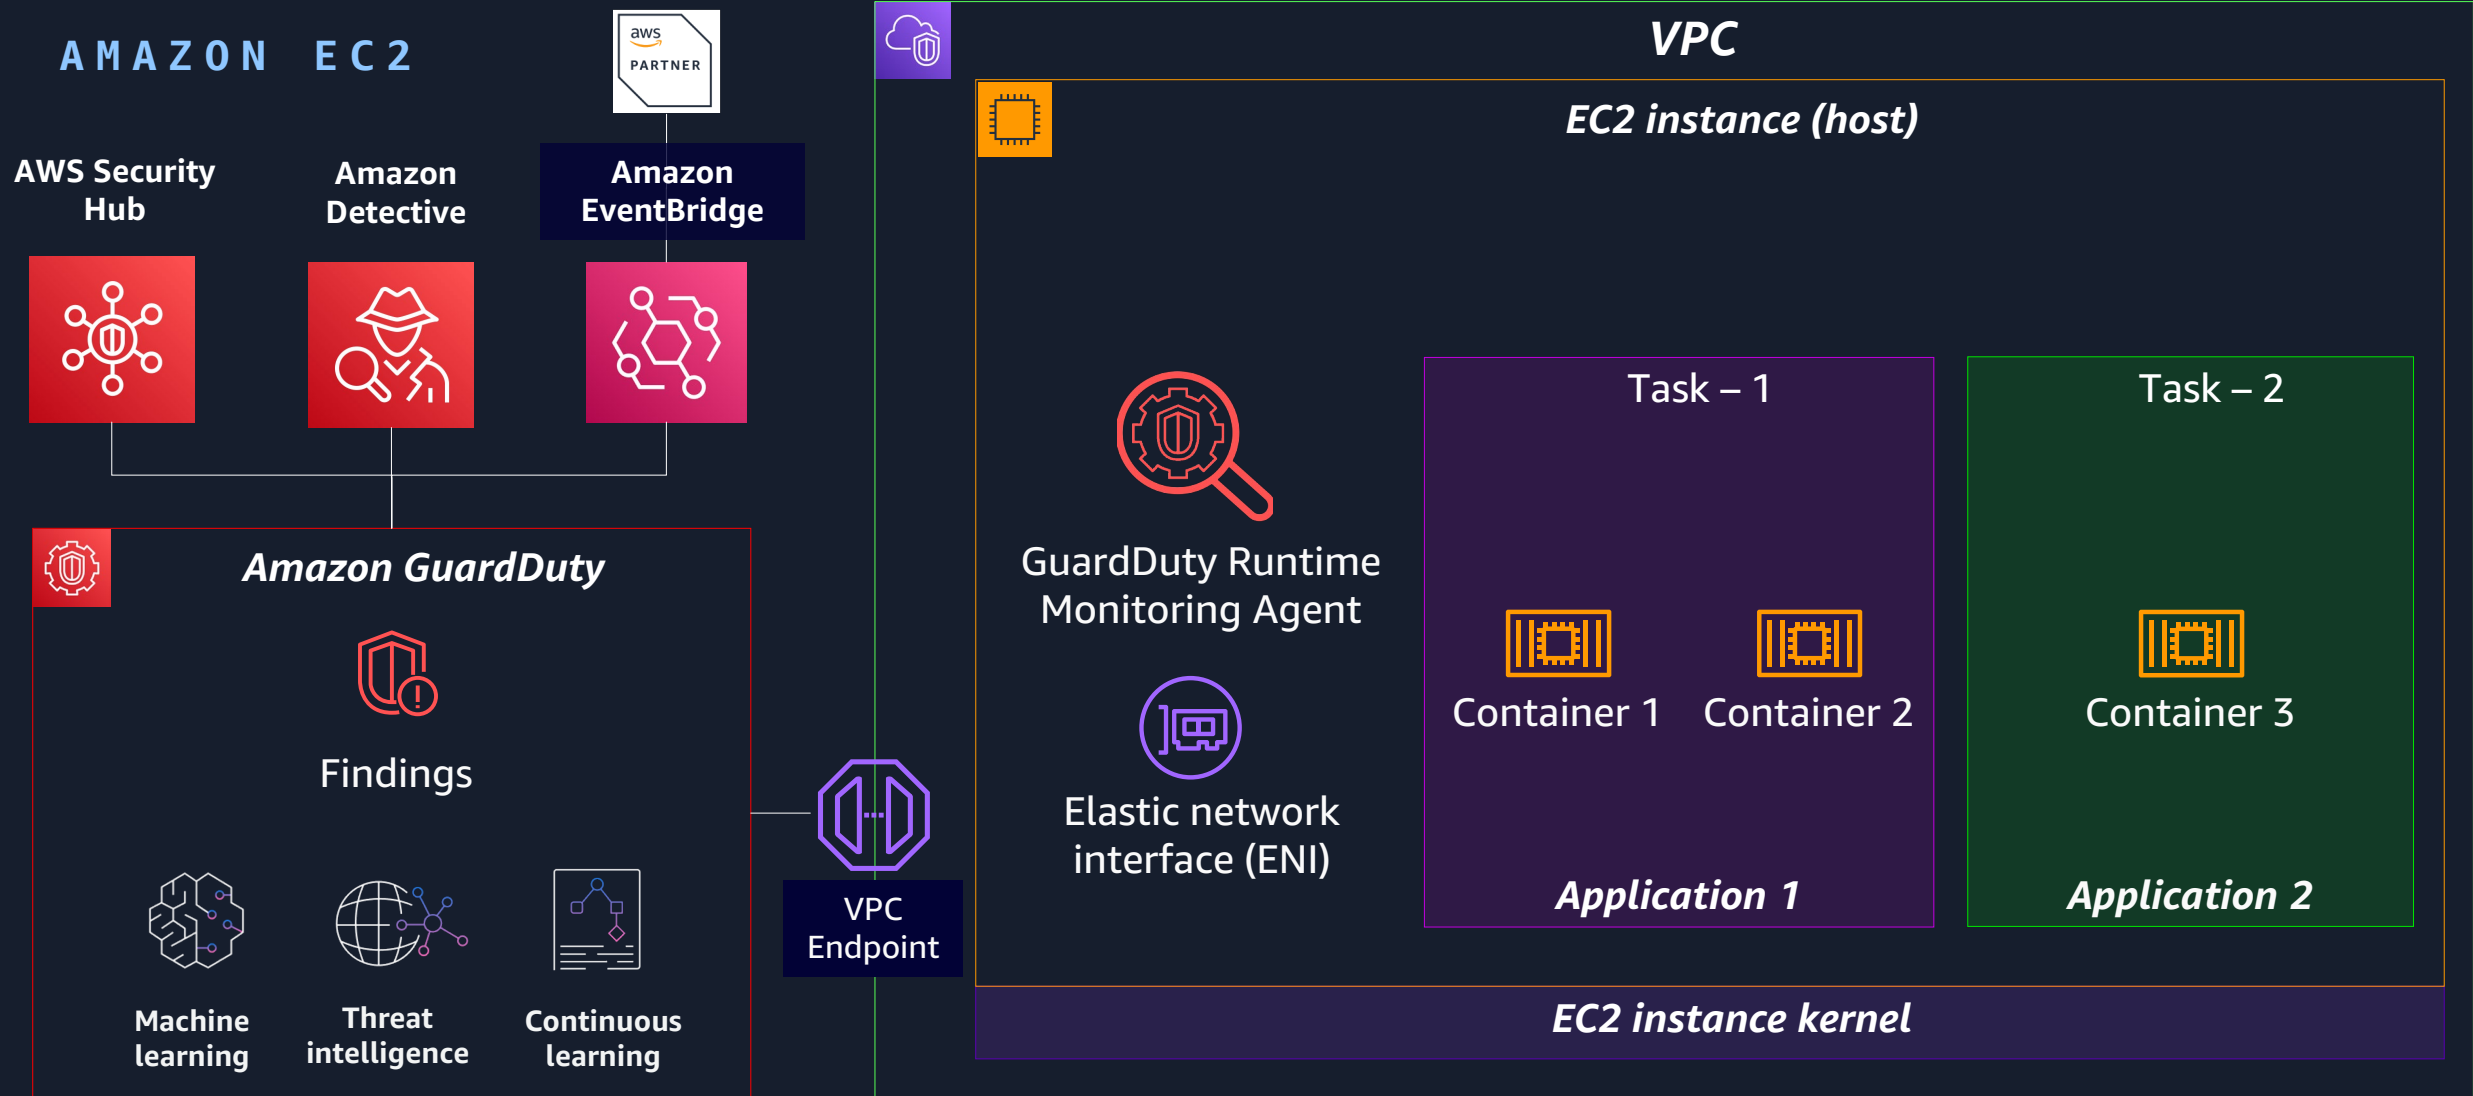 AMAZON EC2
aws
PARTNER
AWS Security
Hub
Amazon
Detective
Amazon
EventBridge
Amazon GuardDuty
Findings
Machine
learning
Threat
intelligence
Continuous
learning
VPC
Endpoint
VPC
EC2 instance (host)
GuardDuty Runtime
Monitoring Agent
Elastic network
interface (ENI)
Task – 1
Container 1
Container 2
Application 1
Task – 2
Container 3
Application 2
EC2 instance kernel